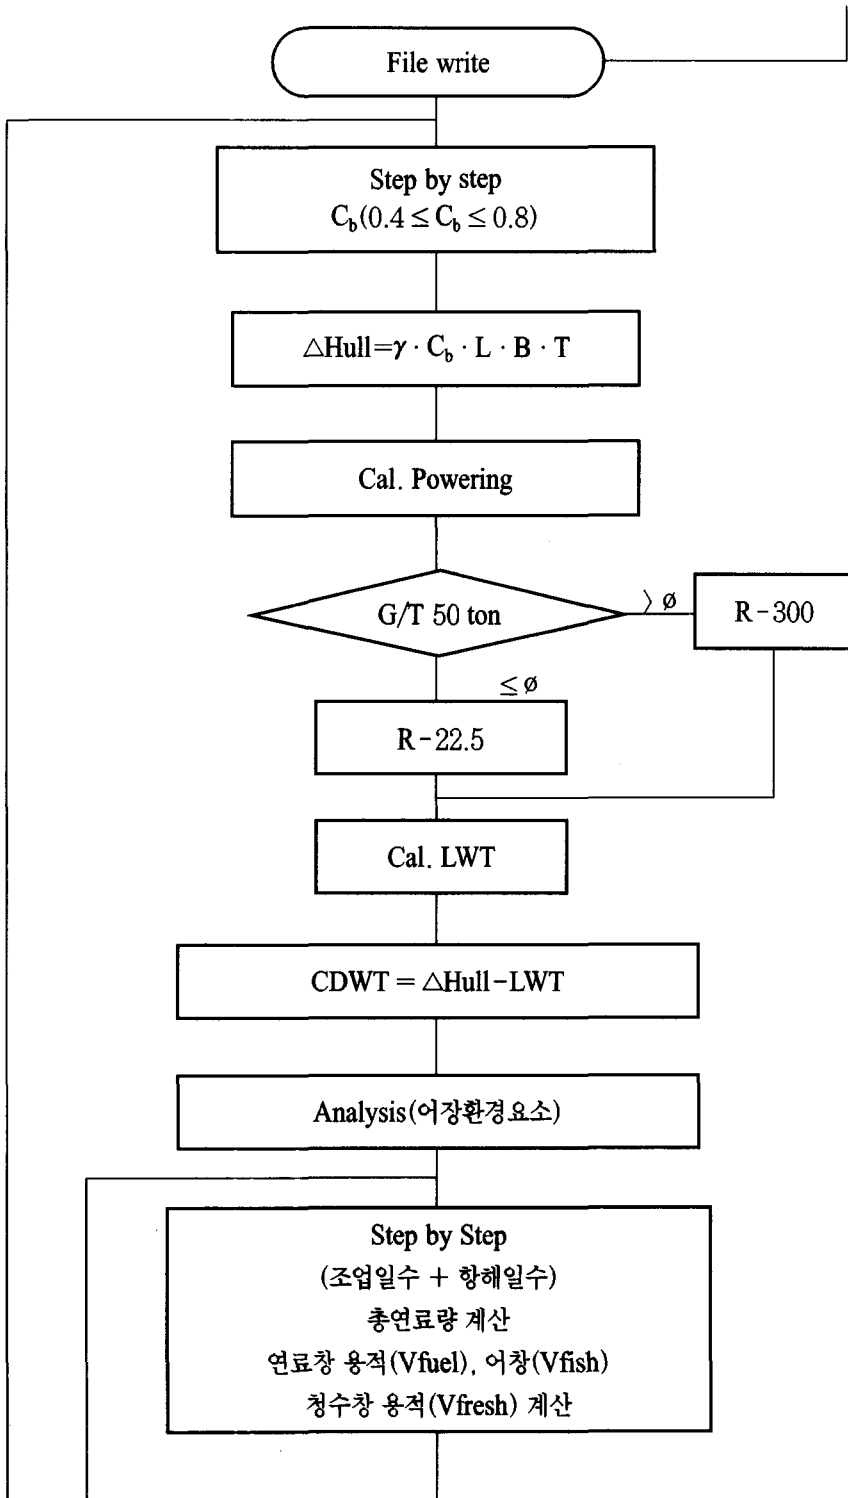 File write
Step by step
C_b(0.4 ≤ C_b ≤ 0.8)
△Hull=γ · C_b · L · B · T
Cal. Powering
G/T 50 ton
〉ø
R-300
≤ø
R-22.5
Cal. LWT
CDWT = △Hull-LWT
Analysis(어장환경요소)
Step by Step
(조업일수 + 항해일수)
총연료량 계산
연료창 용적(Vfuel), 어창(Vfish)
청수창 용적(Vfresh) 계산